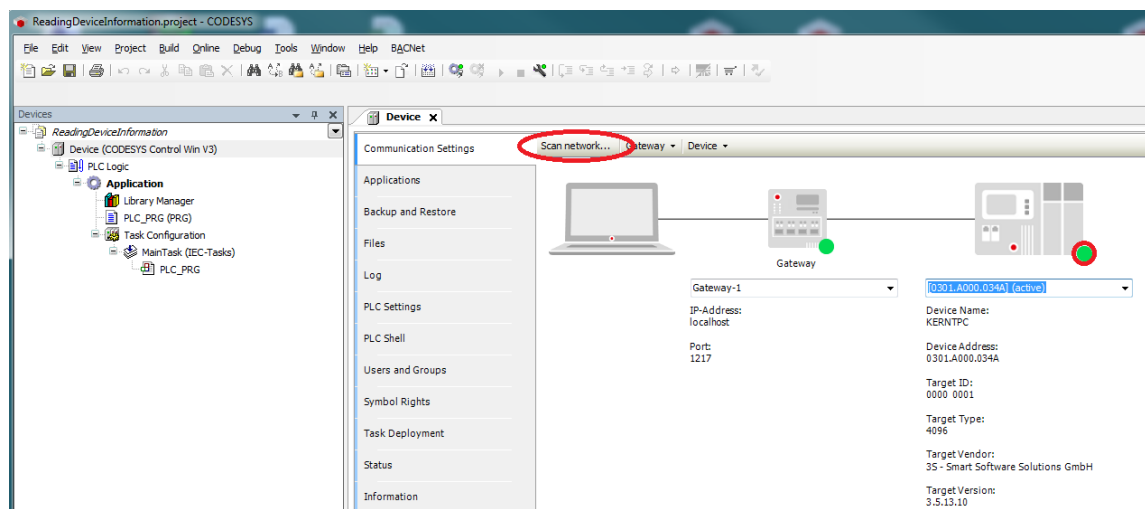 ReadingDeviceInformation.project - CODESYS
File Edit View Project Build Online Debug Tools Window Help BACNet
Devices
ReadingDeviceInformation
Device (CODESYS Control Win V3)
PLC Logic
Application
Library Manager
PLC_PRG (PRG)
Task Configuration
MainTask (IEC-Tasks)
PLC_PRG
Device
Communication Settings
Applications
Backup and Restore
Files
Log
PLC Settings
PLC Shell
Users and Groups
Symbol Rights
Task Deployment
Status
Information
Scan network... Gateway Device
Gateway
Gateway-1
IP-Address:
localhost
Port:
1217
[0301.A000.034A] (active)
Device Name:
KERNTPC
Device Address:
0301.A000.034A
Target ID:
0000 0001
Target Type:
4096
Target Vendor:
3S - Smart Software Solutions GmbH
Target Version:
3.5.13.10